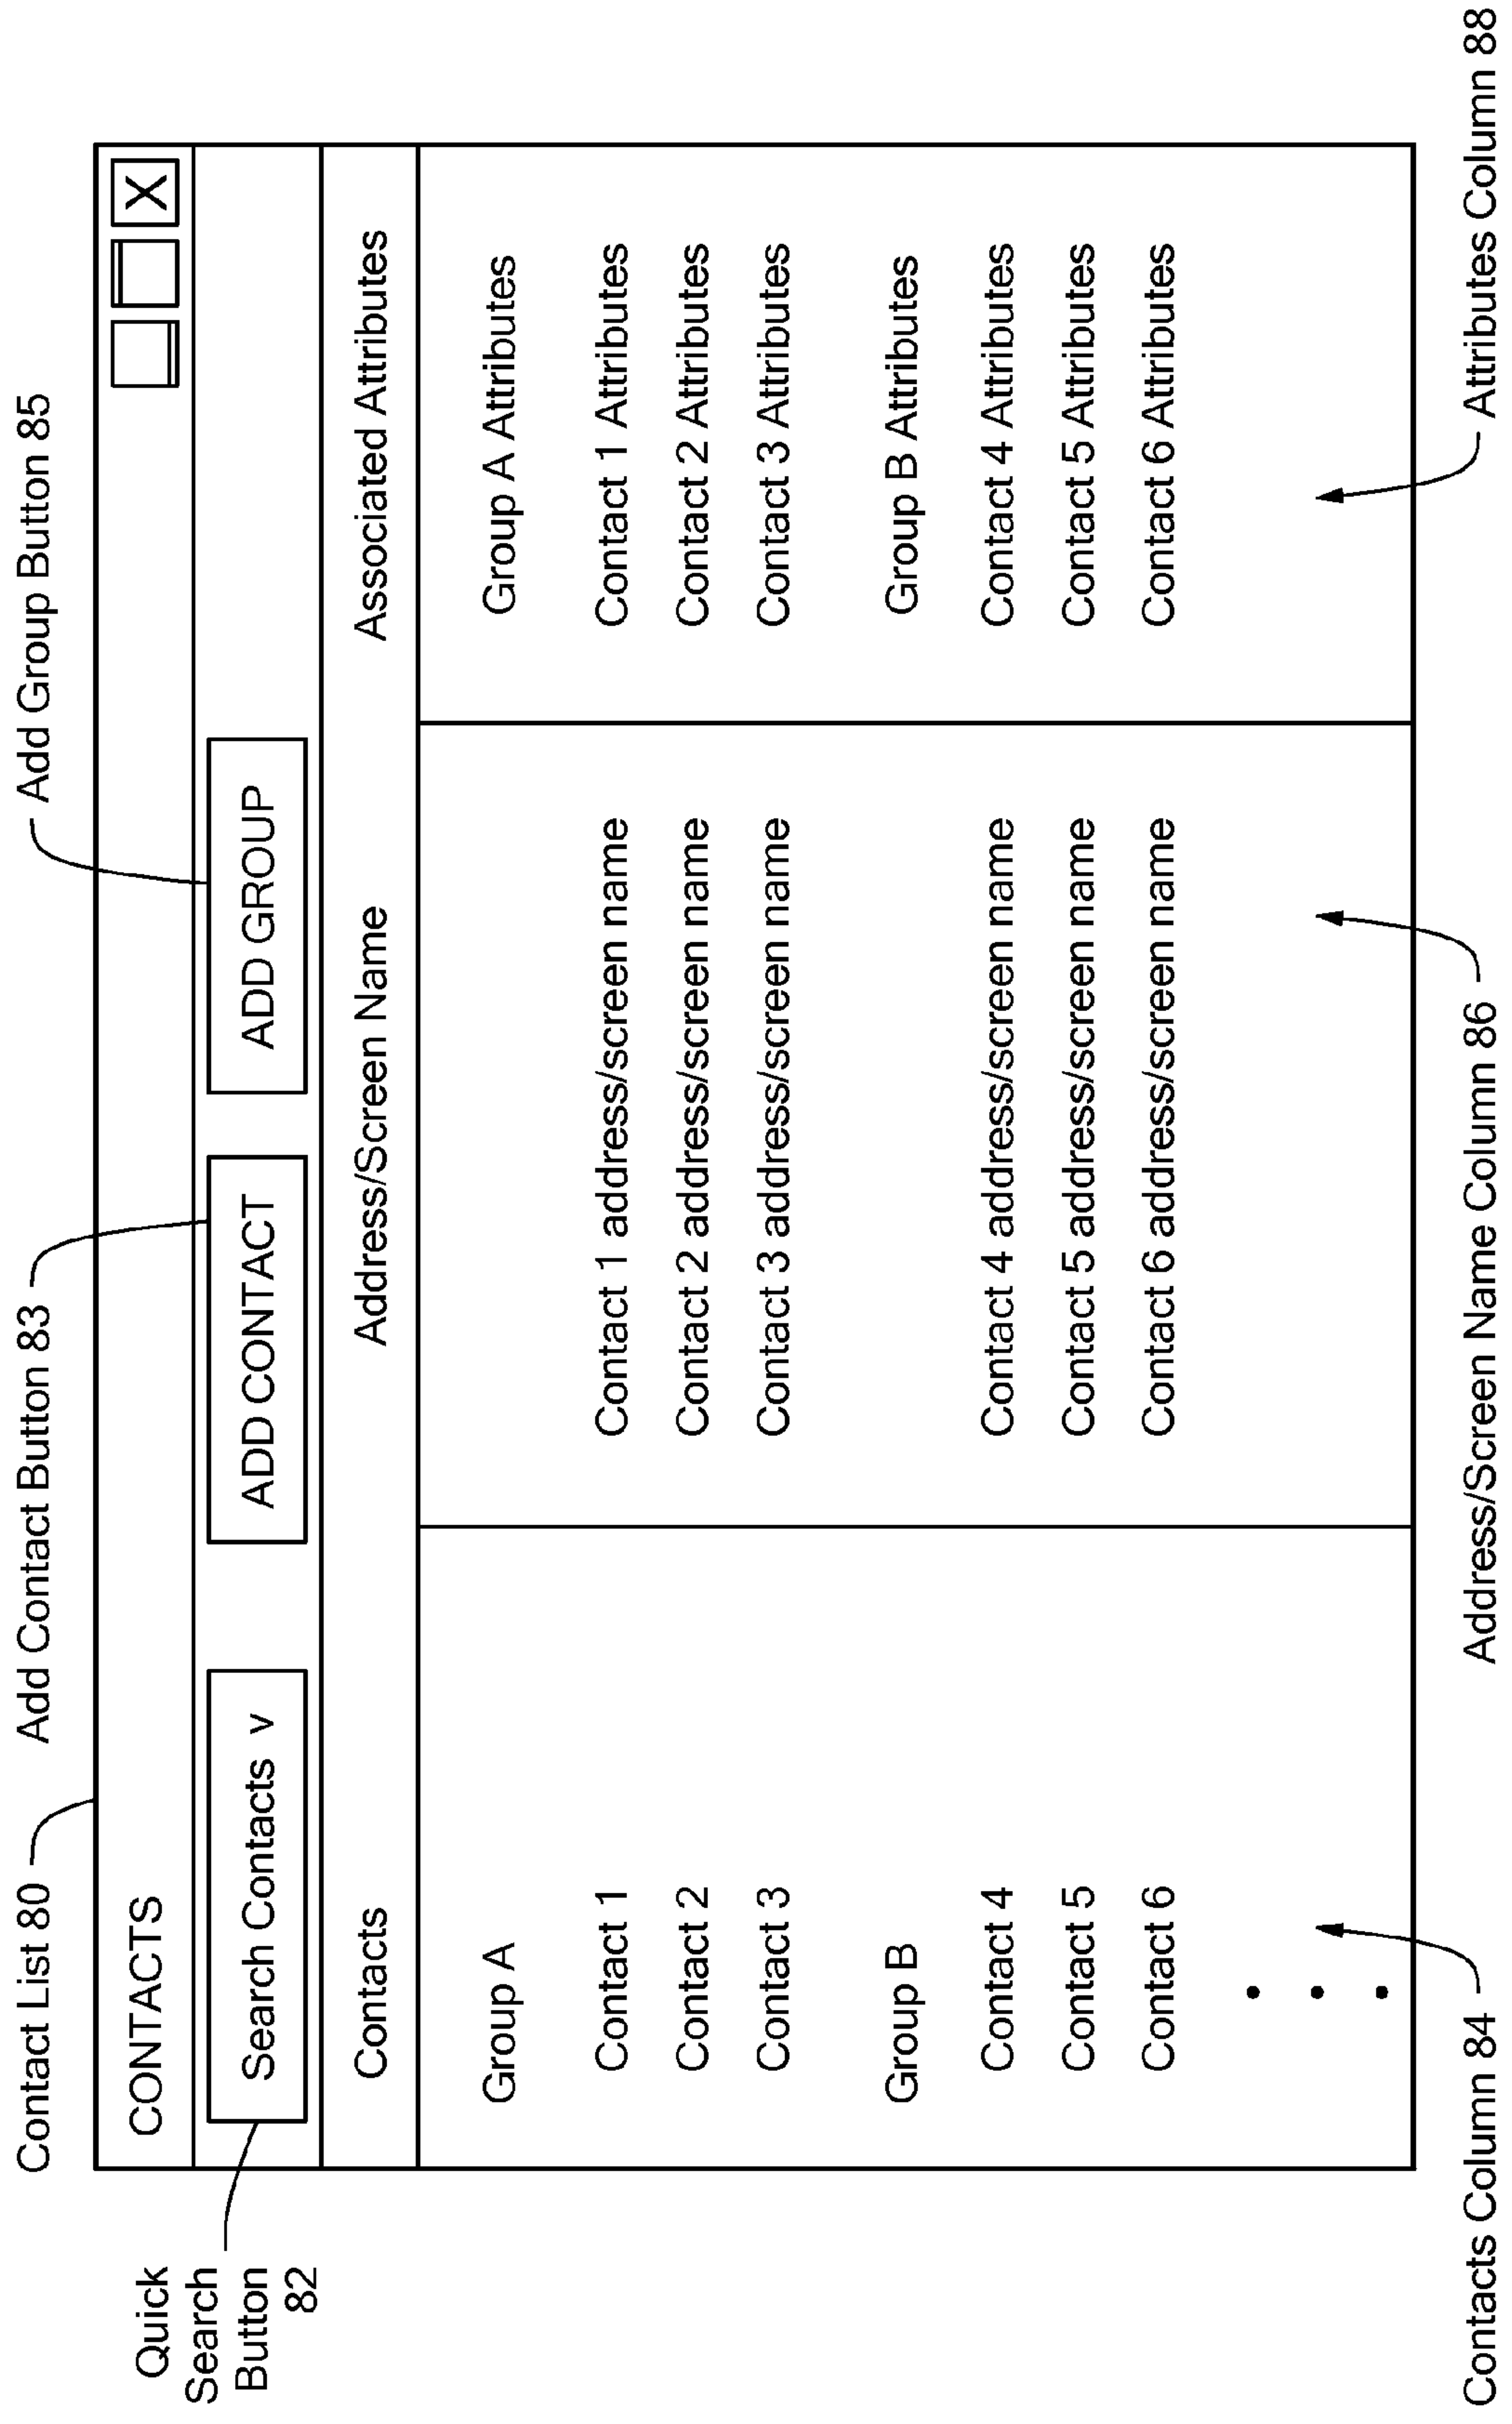 Contact List 80
Add Contact Button 83
Add Group Button 85
Quick
Search
Button
82
CONTACTS
X
Search Contacts v
ADD CONTACT
ADD GROUP
Contacts
Address/Screen Name
Associated Attributes
Group A
Group A Attributes
Contact 1
Contact 1 address/screen name
Contact 1 Attributes
Contact 2
Contact 2 address/screen name
Contact 2 Attributes
Contact 3
Contact 3 address/screen name
Contact 3 Attributes
Group B
Group B Attributes
Contact 4
Contact 4 address/screen name
Contact 4 Attributes
Contact 5
Contact 5 address/screen name
Contact 5 Attributes
Contact 6
Contact 6 address/screen name
Contact 6 Attributes
Contacts Column 84
Address/Screen Name Column 86
Attributes Column 88